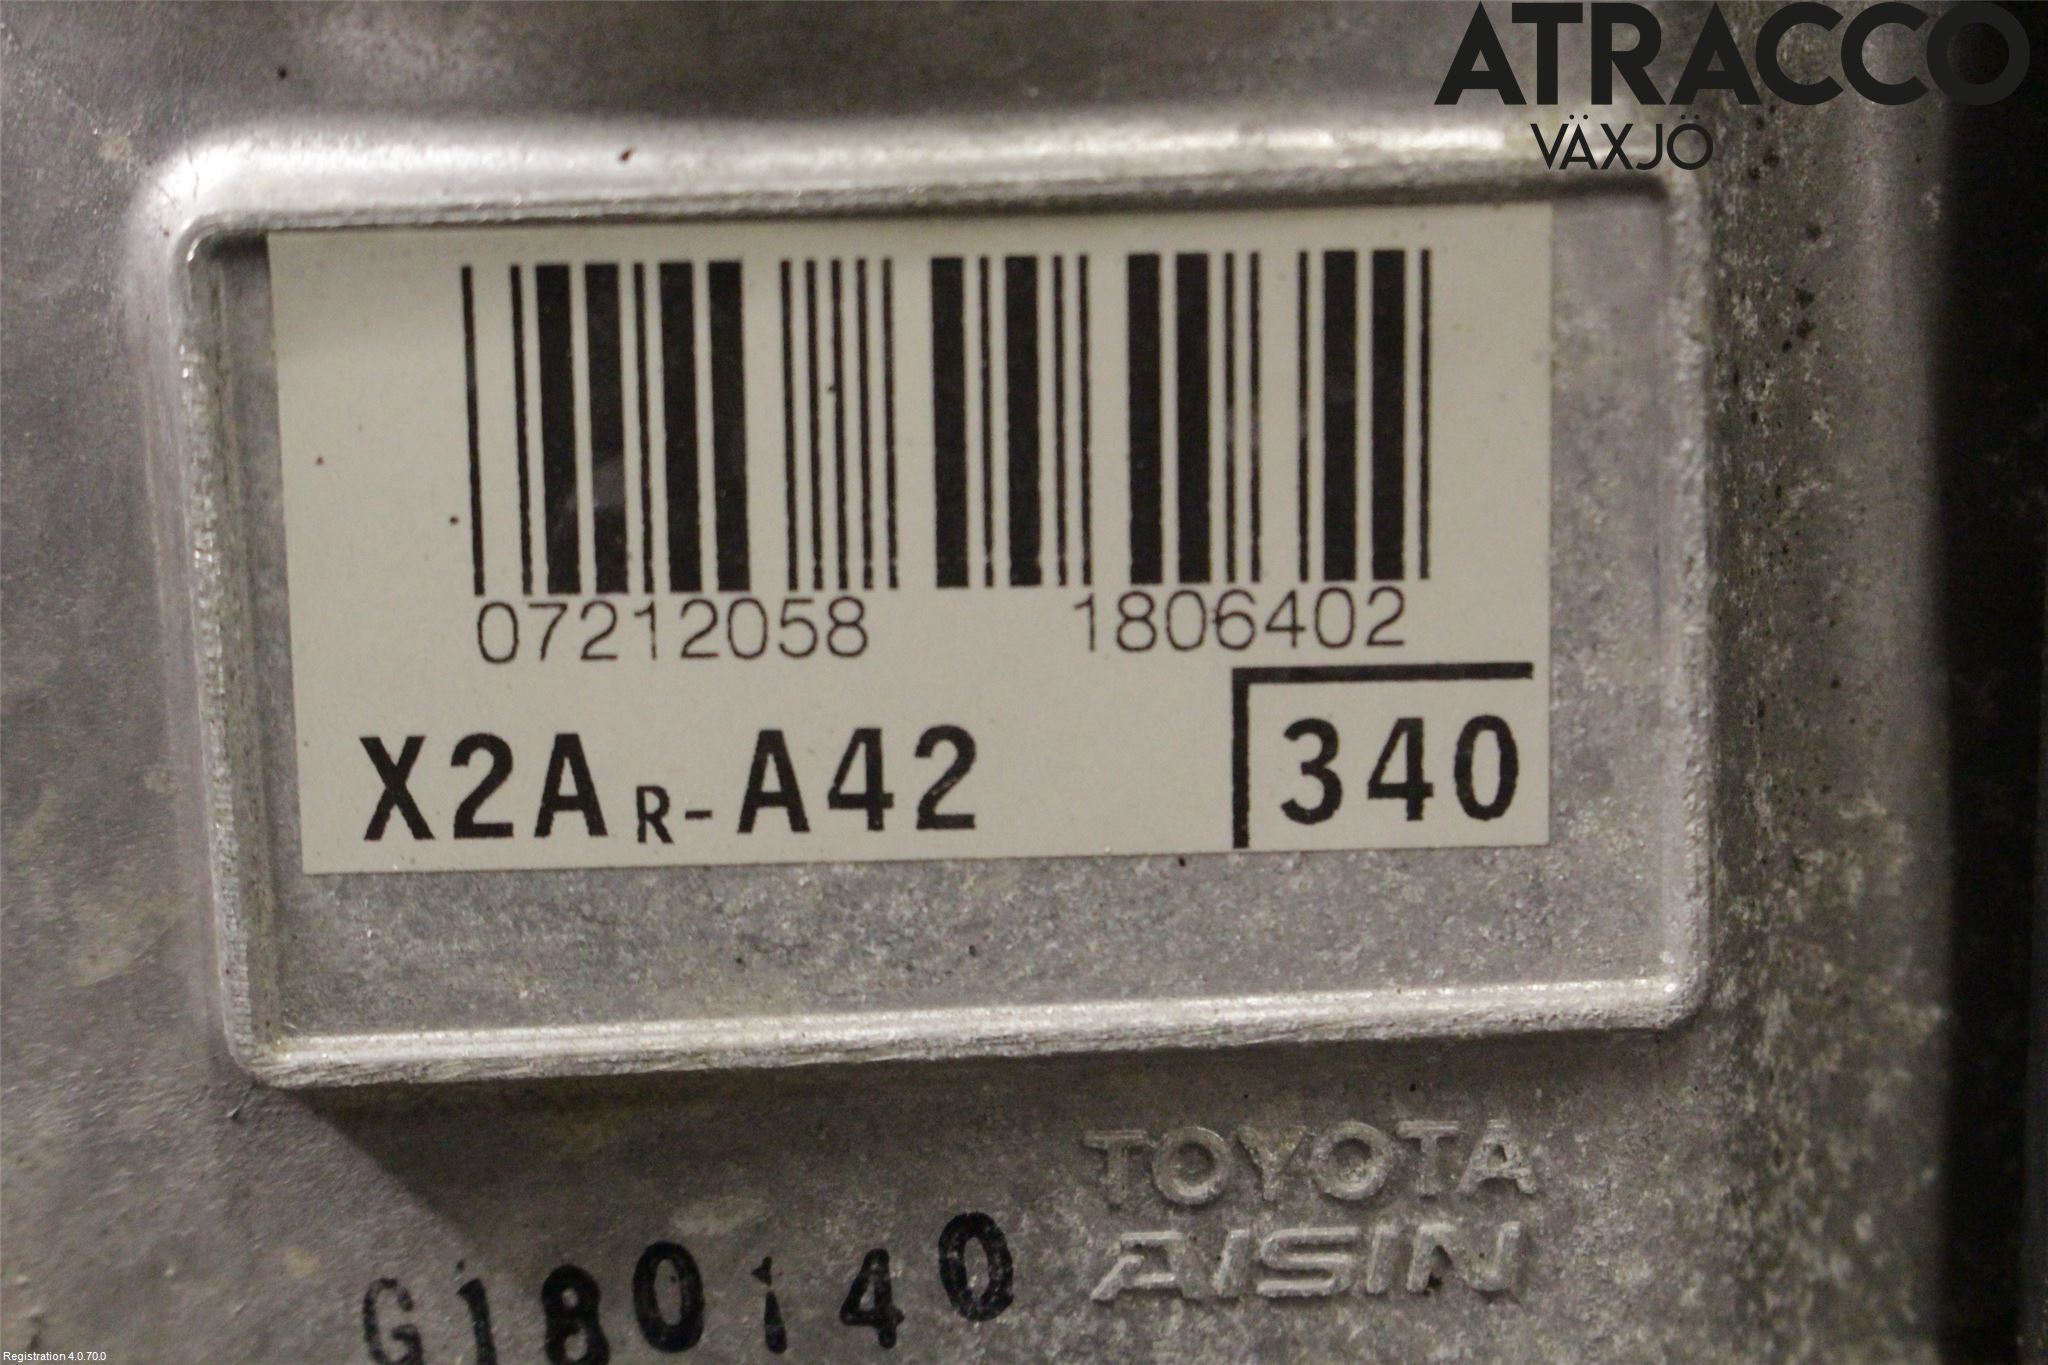 ATRACCO
VÄXJÖ
07212058 1806402
X2AR-A42 340
TOYOTA
AISIN
G180140
Registration 4.0.70.0